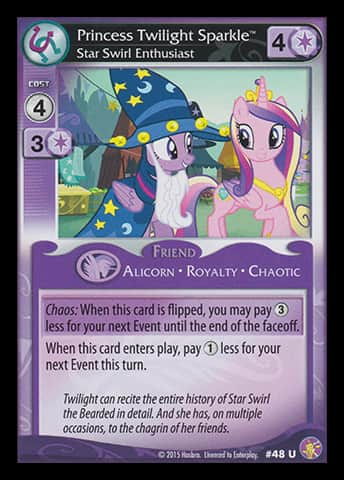 Princess Twilight Sparkle™
Star Swirl Enthusiast
4
COST
4
3
FRIEND
ALICORN • ROYALTY • CHAOTIC
Chaos: When this card is flipped, you may pay 3
less for your next Event until the end of the faceoff.
When this card enters play, pay 1 less for your
next Event this turn.
Twilight can recite the entire history of Star Swirl
the Bearded in detail. And she has, on multiple
occasions, to the chagrin of her friends.
© 2015 Hasbro. Licensed to Enterplay.
#48 U